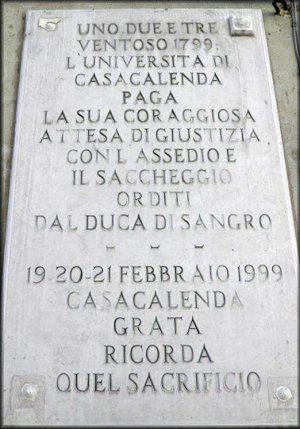 UNO, DUE E TRE
VENTOSO 1799:
L'UNIVERSITA DI
CASACALENDA
PAGA
LA SUA CORAGGIOSA
ATTESA DI GIUSTIZIA
CON L'ASSEDIO E
IL SACCHEGGIO
ORDITI
DAL DUCA DI SANGRO
- - -
19-20-21 FEBBRAIO 1999
CASACALENDA
GRATA
RICORDA
QUEL SACRIFICIO